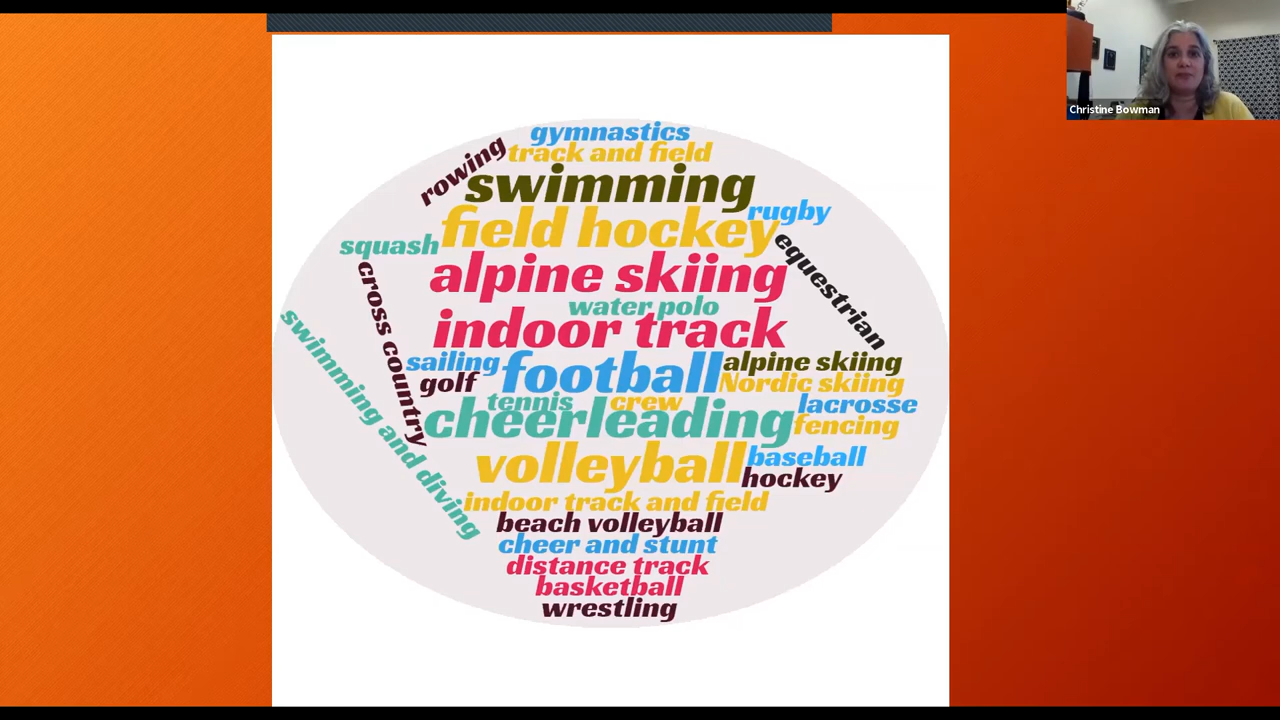 Christine Bowman
gymnastics
track and field
rowing
swimming
rugby
field hockey
squash
equestrian
alpine skiing
cross country
water polo
swimming and diving
indoor track
sailing
football
alpine skiing
golf
Nordic skiing
tennis
crew
lacrosse
cheerleading
fencing
volleyball
baseball
hockey
indoor track and field
beach volleyball
cheer and stunt
distance track
basketball
wrestling